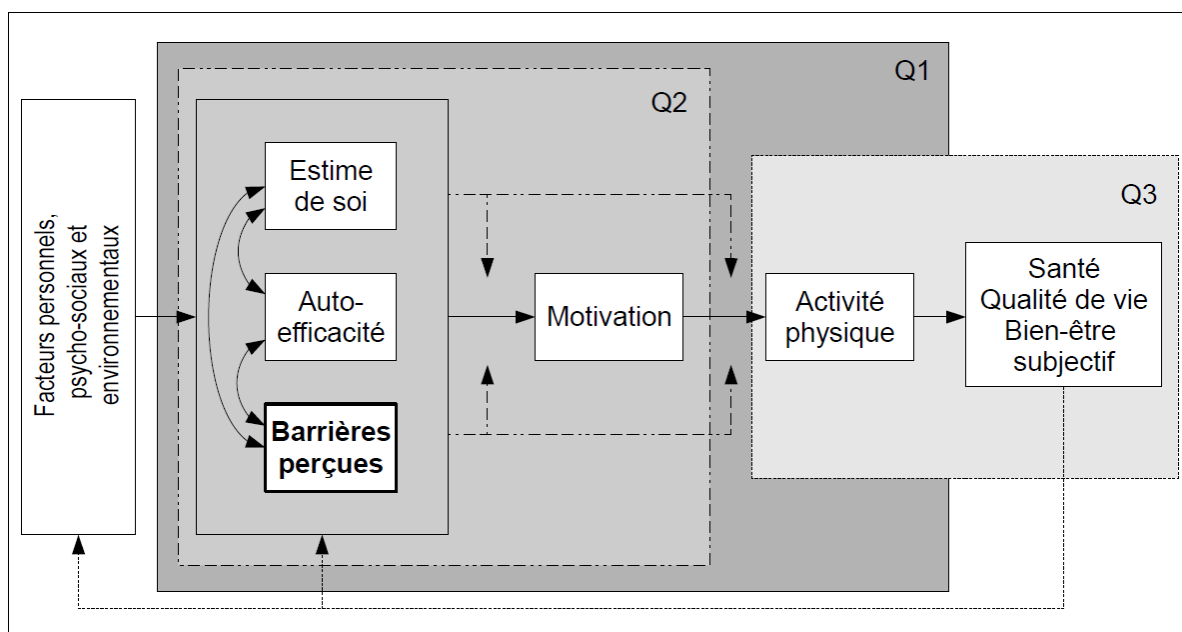 Facteurs personnels,
psycho-sociaux et
environnementaux
Q1
Q2
Estime
de soi
Auto-
efficacité
Barrières
perçues
Motivation
Q3
Activité
physique
Santé
Qualité de vie
Bien-être
subjectif